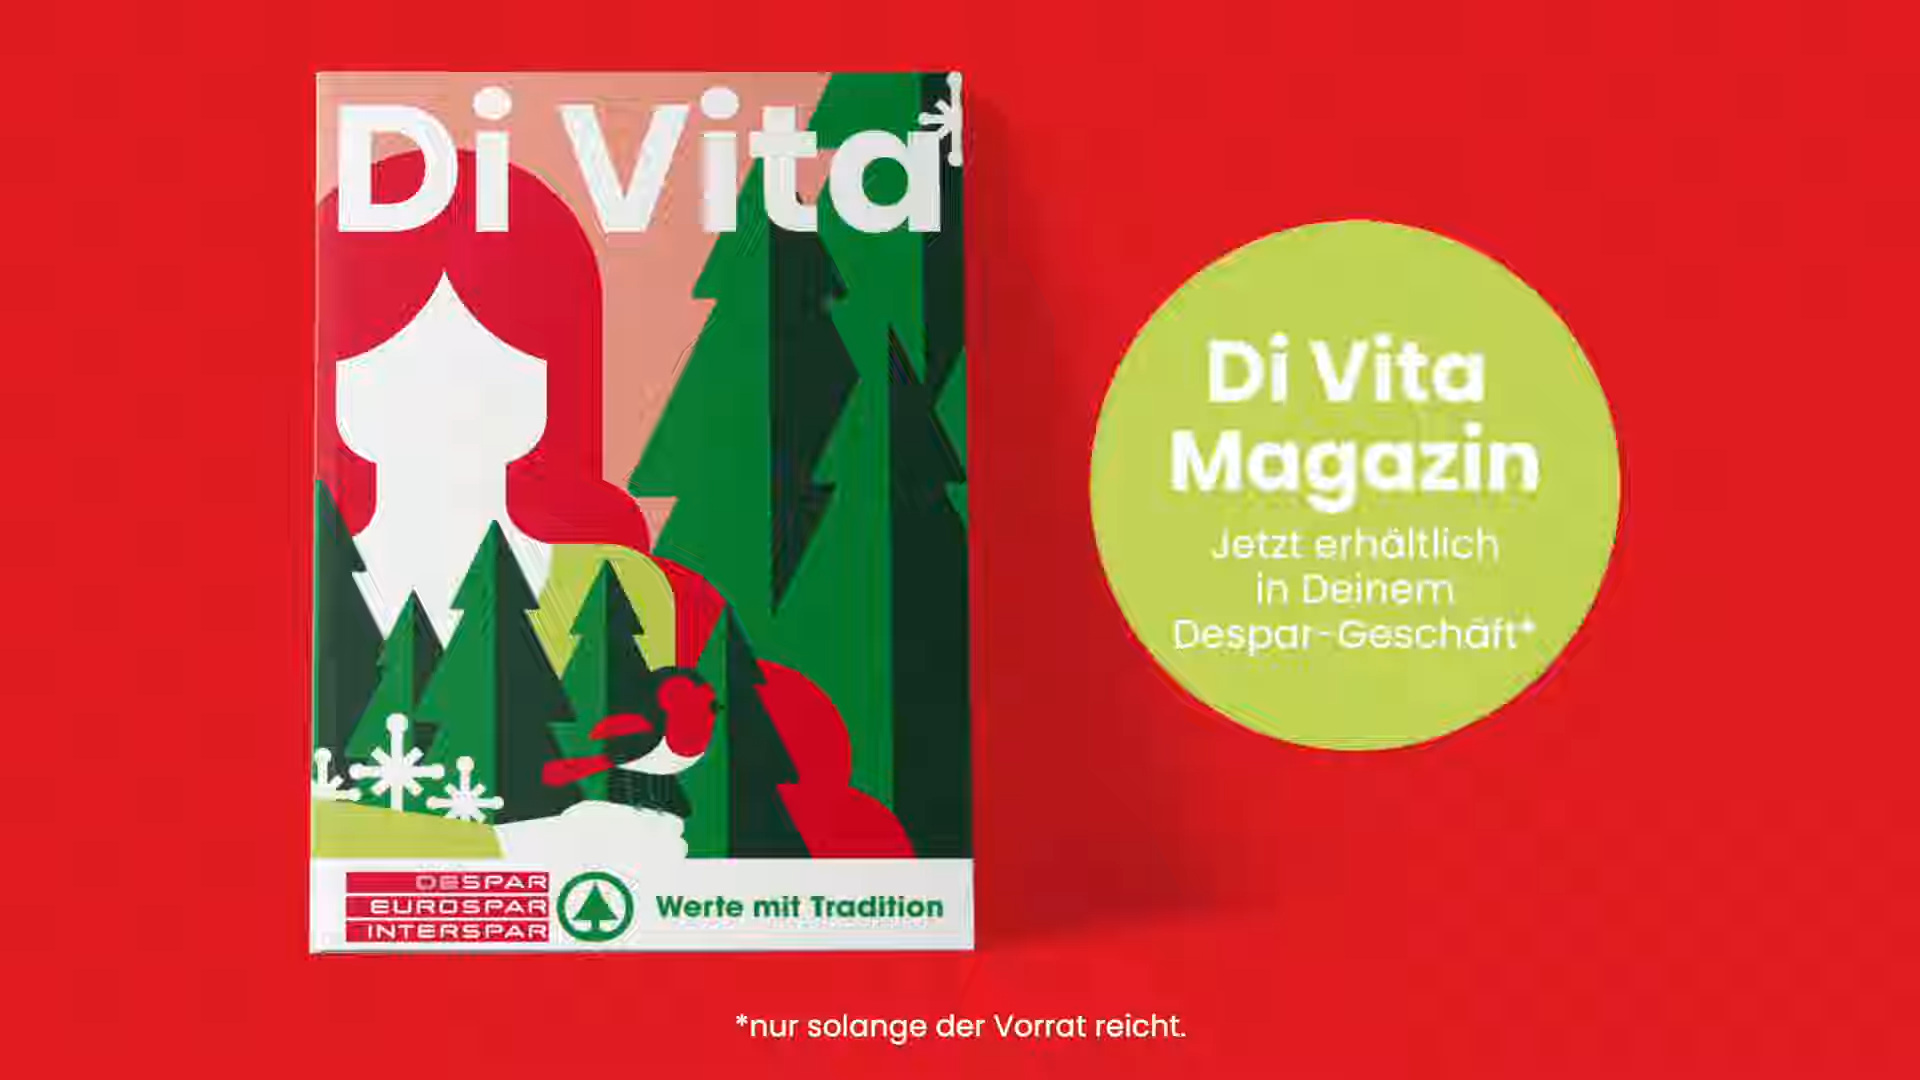 Di Vita
DESPAR
EUROSPAR
INTERSPAR
Werte mit Tradition
Di Vita
Magazin
Jetzt erhältlich
in Deinem
Despar-Geschäft*
*nur solange der Vorrat reicht.